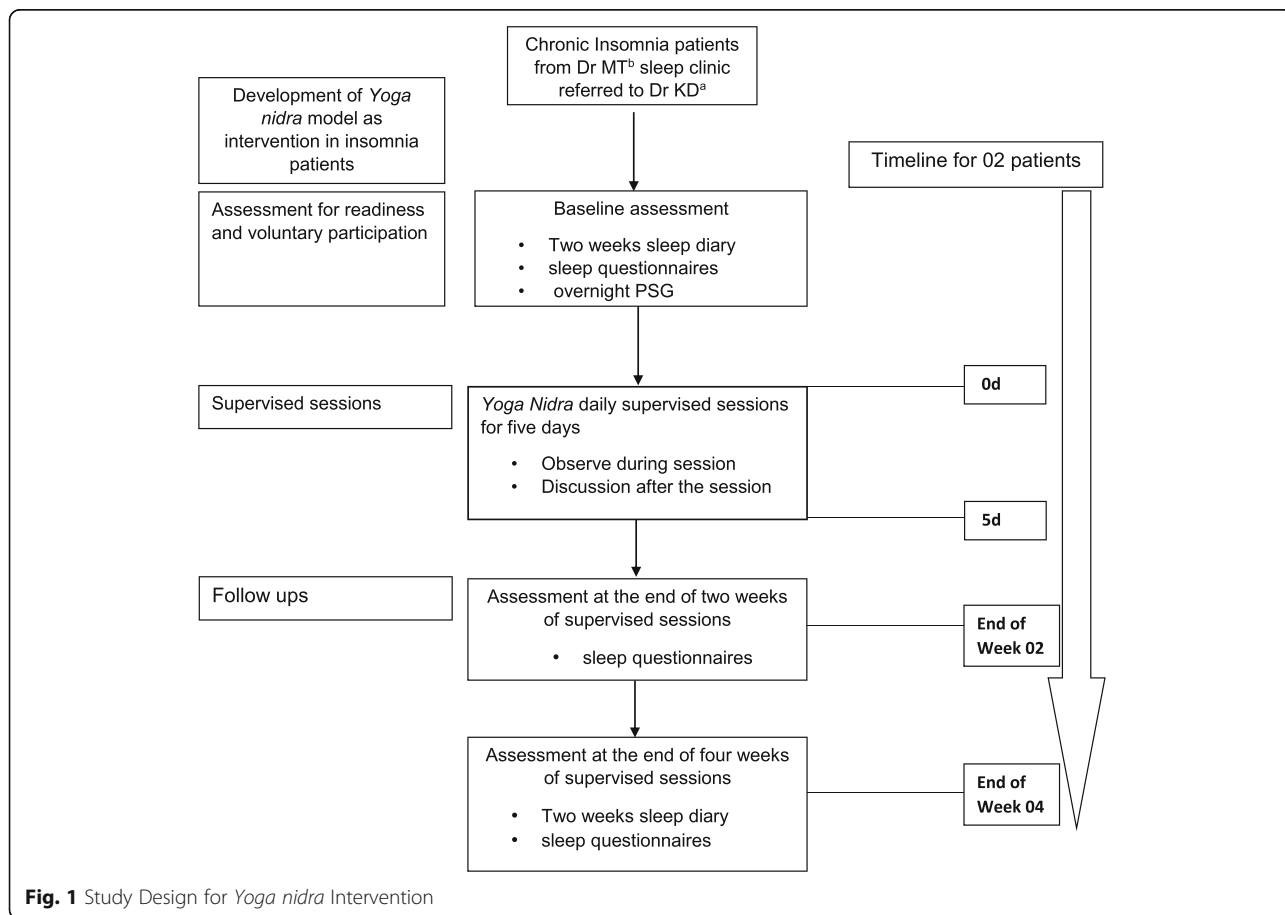 Chronic Insomnia patients
from Dr MTᵇ sleep clinic
referred to Dr KDᵃ
Development of Yoga
nidra model as
intervention in insomnia
patients
Timeline for 02 patients
Assessment for readiness
and voluntary participation
Baseline assessment
• Two weeks sleep diary
• sleep questionnaires
• overnight PSG
0d
Supervised sessions
Yoga Nidra daily supervised sessions
for five days
• Observe during session
• Discussion after the session
5d
Follow ups
Assessment at the end of two weeks
of supervised sessions
• sleep questionnaires
End of
Week 02
Assessment at the end of four weeks
of supervised sessions
• Two weeks sleep diary
• sleep questionnaires
End of
Week 04
Fig. 1 Study Design for Yoga nidra Intervention